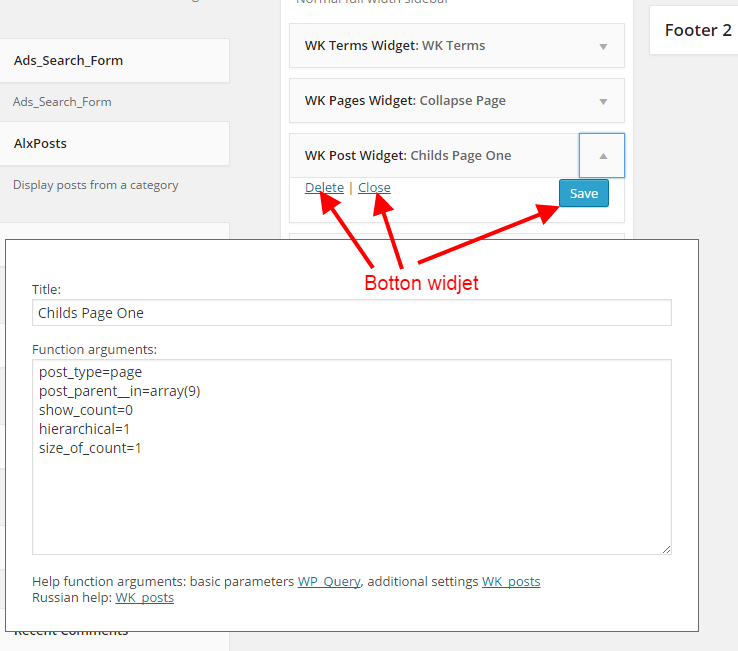 Normal full width sidebar
Ads_Search_Form
Ads_Search_Form
AlxPosts
Display posts from a category
WK Terms Widget: WK Terms
WK Pages Widget: Collapse Page
WK Post Widget: Childs Page One
Delete | Close
Save
Footer 2
Botton widjet
Title:
Childs Page One
Function arguments:
post_type=page
post_parent__in=array(9)
show_count=0
hierarchical=1
size_of_count=1
Help function arguments: basic parameters WP_Query, additional settings WK_posts
Russian help: WK_posts
Recent Comments